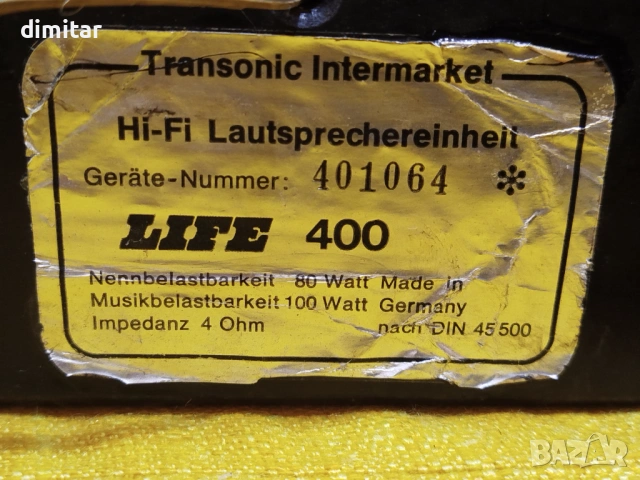 dimitar
Transonic Intermarket
Hi-Fi Lautsprechereinheit
Geräte-Nummer: 401064 *
LIFE 400
Nennbelastbarkeit 80 Watt Made in
Musikbelastbarkeit 100 Watt Germany
Impedanz 4 Ohm nach DIN 45 500
BAZAR